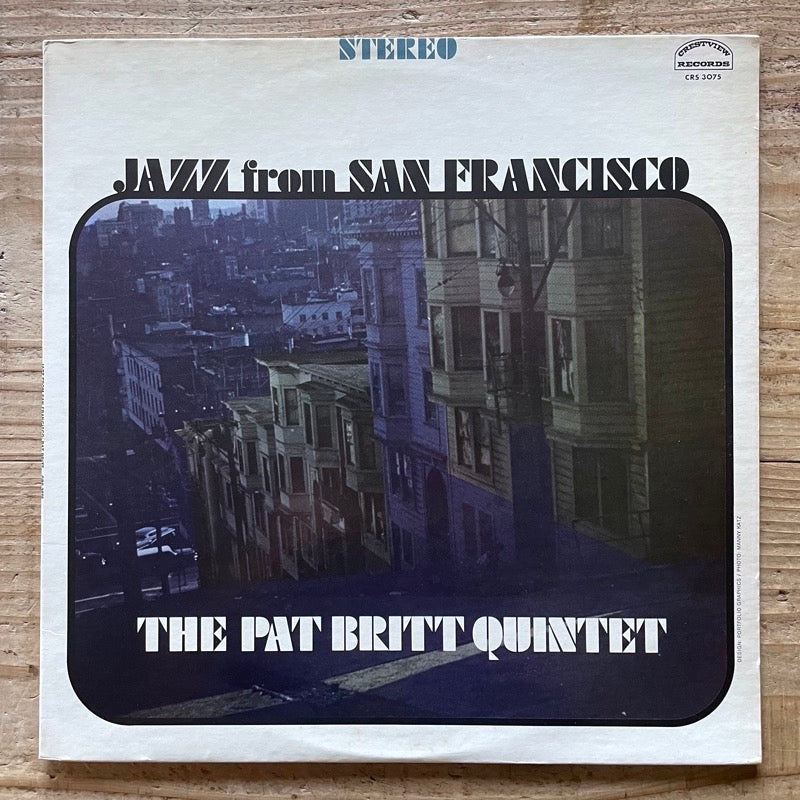 STEREO
CRESTVIEW
RECORDS
CRS 3075
JAZZ from SAN FRANCISCO
THE PAT BRITT QUINTET
DESIGN: PORTFOLIO GRAPHICS / PHOTO: MANNY KATZ